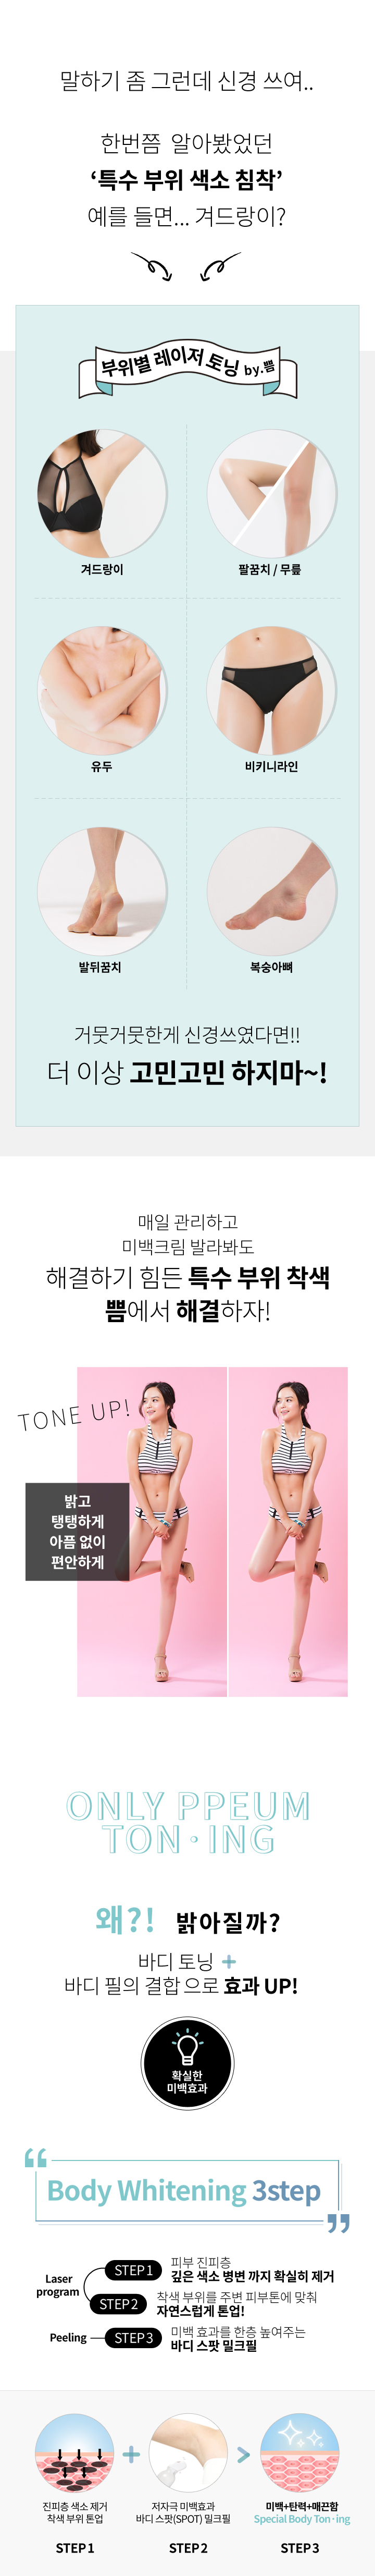 말하기 좀 그런데 신경 쓰여..
한번쯤 알아봤었던
‘특수 부위 색소 침착’
예를 들면... 겨드랑이?
부위별 레이저 토닝 by.쁨
겨드랑이
팔꿈치 / 무릎
유두
비키니라인
발뒤꿈치
복숭아뼈
거뭇거뭇한게 신경쓰였다면!!
더 이상 고민고민 하지마~!
매일 관리하고
미백크림 발라봐도
해결하기 힘든 특수 부위 착색
쁨에서 해결하자!
TONE UP!
밝고
탱탱하게
아픔 없이
편안하게
ONLY PPEUM
TON·ING
왜?! 밝아질까?
바디 토닝 +
바디 필의 결합 으로 효과 UP!
확실한
미백효과
Body Whitening 3step
Laser
program
STEP 1
피부 진피층
깊은 색소 병변 까지 확실히 제거
STEP 2
착색 부위를 주변 피부톤에 맞춰
자연스럽게 톤업!
Peeling
STEP 3
미백 효과를 한층 높여주는
바디 스팟 밀크필
진피층 색소 제거
착색 부위 톤업
STEP 1
저자극 미백효과
바디 스팟(SPOT) 밀크필
STEP 2
미백+탄력+매끈함
Special Body Ton·ing
STEP 3